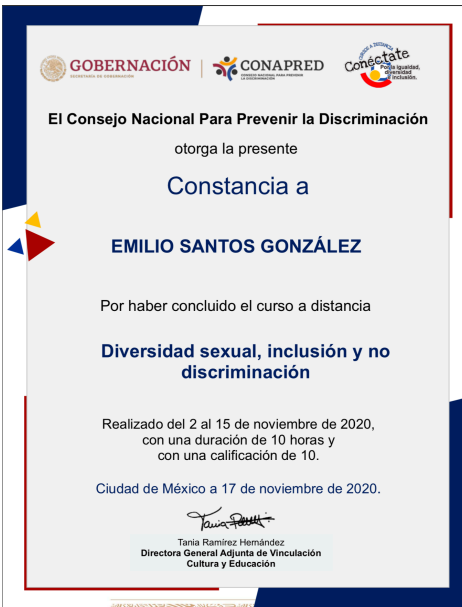 GOBERNACIÓN
SECRETARÍA DE GOBERNACIÓN
CONAPRED
CONSEJO NACIONAL PARA PREVENIR
LA DISCRIMINACIÓN
CURSOS A DISTANCIA
Conéctate
Por la igualdad,
diversidad
e inclusión.
El Consejo Nacional Para Prevenir la Discriminación
otorga la presente
Constancia a
EMILIO SANTOS GONZÁLEZ
Por haber concluido el curso a distancia
Diversidad sexual, inclusión y no
discriminación
Realizado del 2 al 15 de noviembre de 2020,
con una duración de 10 horas y
con una calificación de 10.
Ciudad de México a 17 de noviembre de 2020.
Tania Ramírez Hernández
Directora General Adjunta de Vinculación
Cultura y Educación